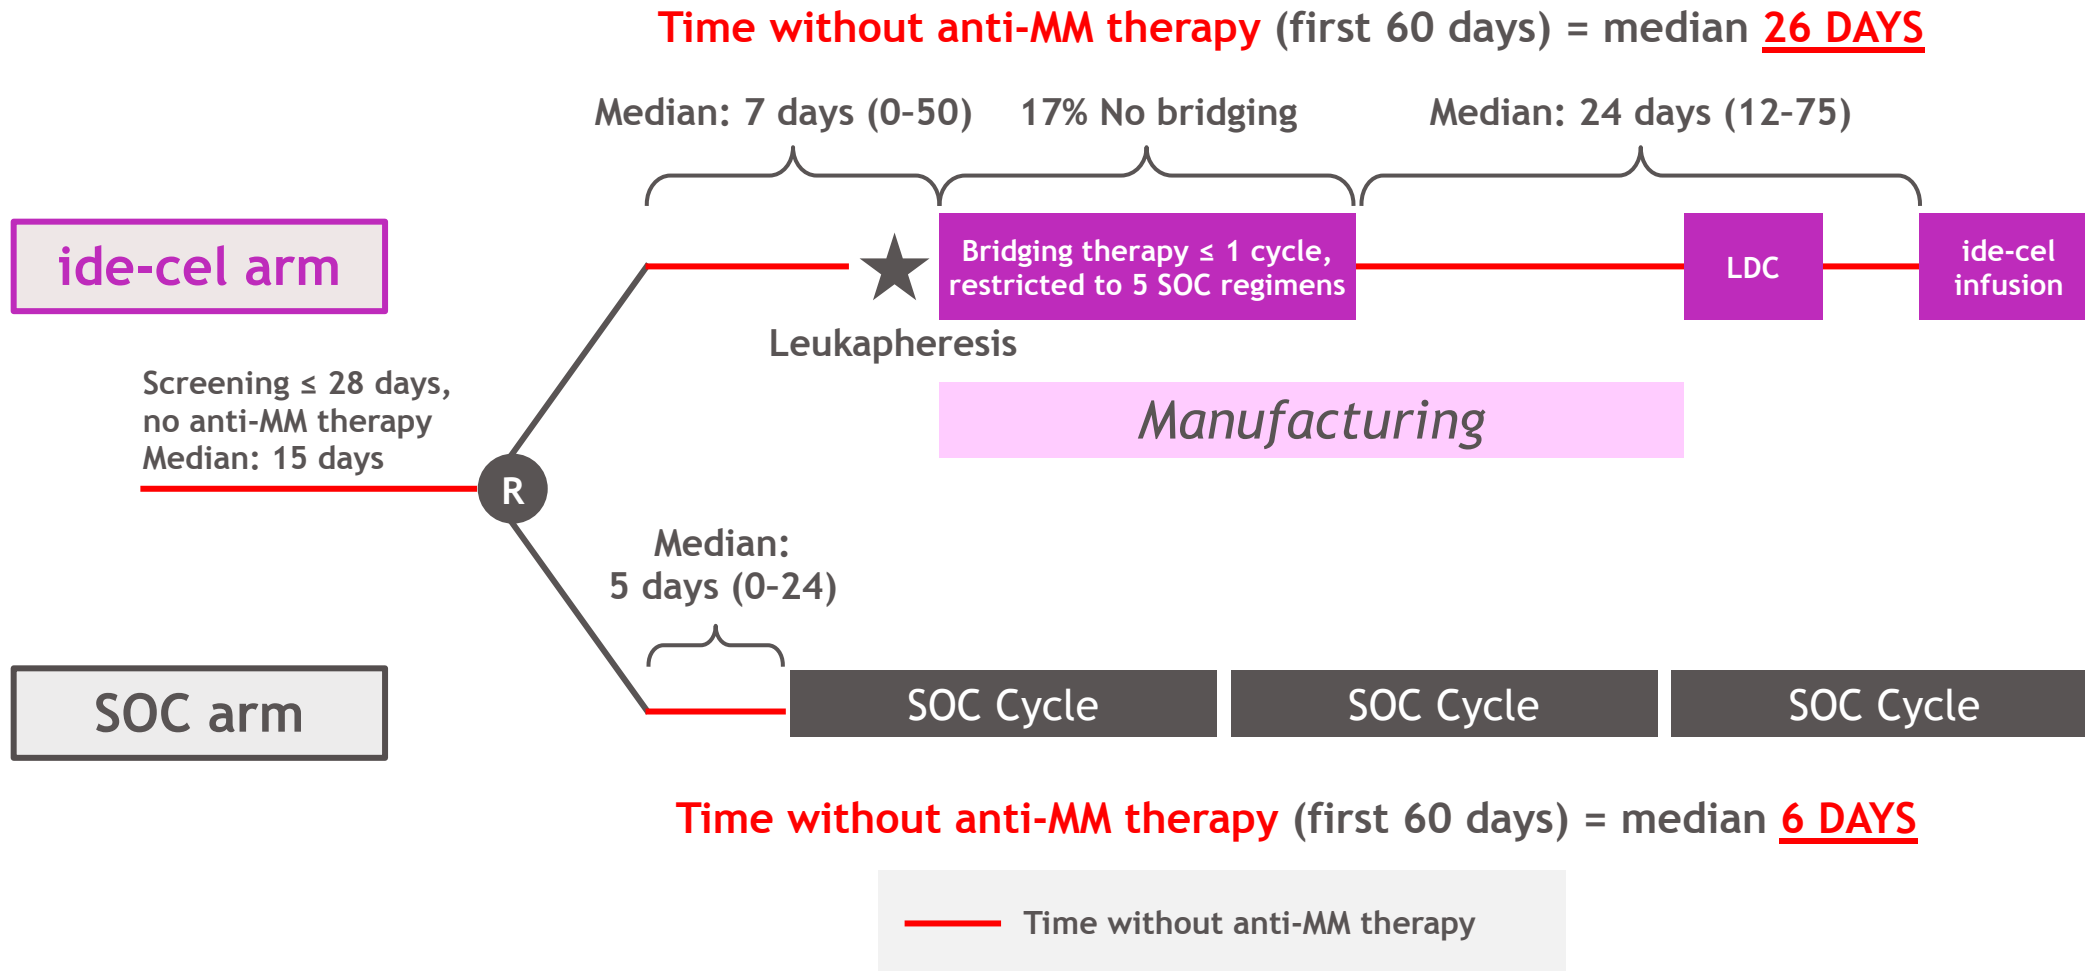 Time without anti-MM therapy (first 60 days) = median 26 DAYS
Median: 7 days (0–50)
17% No bridging
Median: 24 days (12–75)
ide-cel arm
Bridging therapy ≤ 1 cycle,
restricted to 5 SOC regimens
LDC
ide-cel
infusion
Leukapheresis
Manufacturing
Screening ≤ 28 days,
no anti-MM therapy
Median: 15 days
R
Median:
5 days (0–24)
SOC arm
SOC Cycle
SOC Cycle
SOC Cycle
Time without anti-MM therapy (first 60 days) = median 6 DAYS
Time without anti-MM therapy